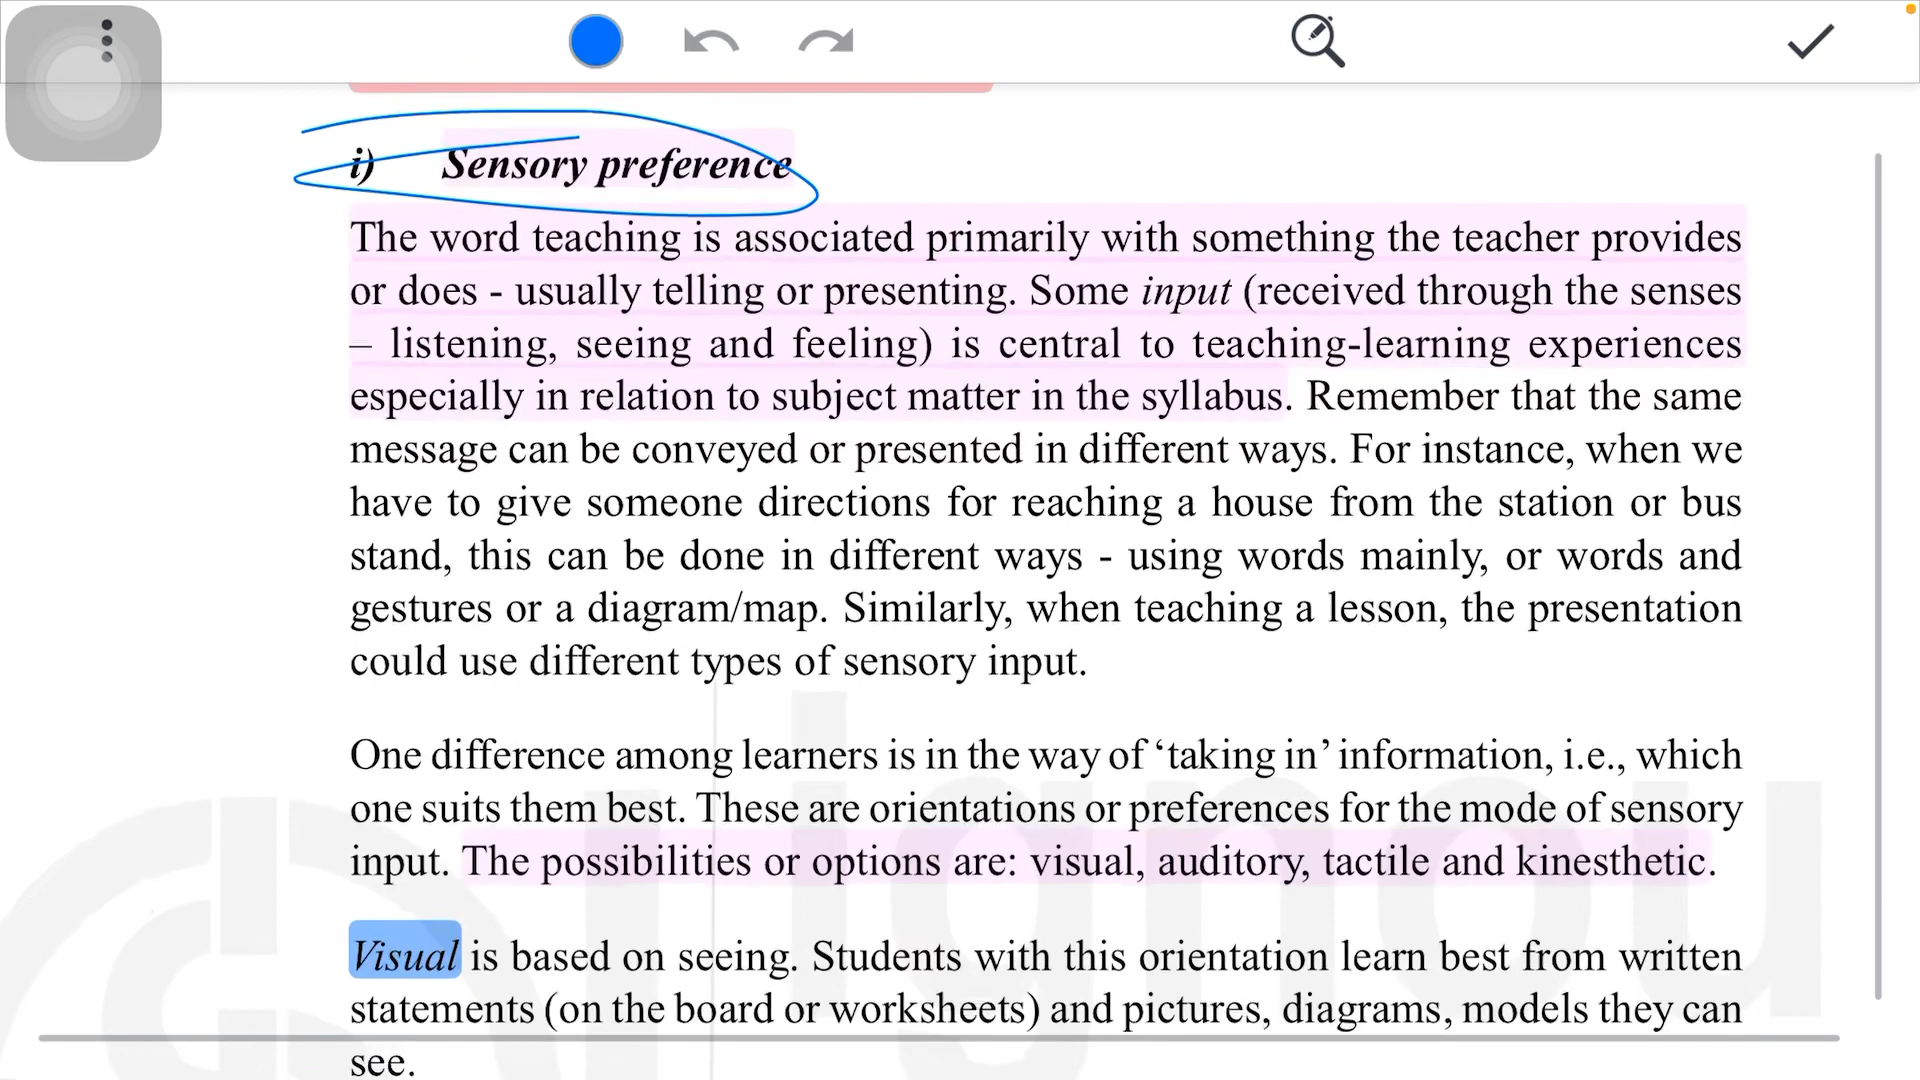 i) Sensory preference
The word teaching is associated primarily with something the teacher provides
or does - usually telling or presenting. Some input (received through the senses
– listening, seeing and feeling) is central to teaching-learning experiences
especially in relation to subject matter in the syllabus. Remember that the same
message can be conveyed or presented in different ways. For instance, when we
have to give someone directions for reaching a house from the station or bus
stand, this can be done in different ways - using words mainly, or words and
gestures or a diagram/map. Similarly, when teaching a lesson, the presentation
could use different types of sensory input.
One difference among learners is in the way of ‘taking in’ information, i.e., which
one suits them best. These are orientations or preferences for the mode of sensory
input. The possibilities or options are: visual, auditory, tactile and kinesthetic.
Visual is based on seeing. Students with this orientation learn best from written
statements (on the board or worksheets) and pictures, diagrams, models they can
see.
ignou